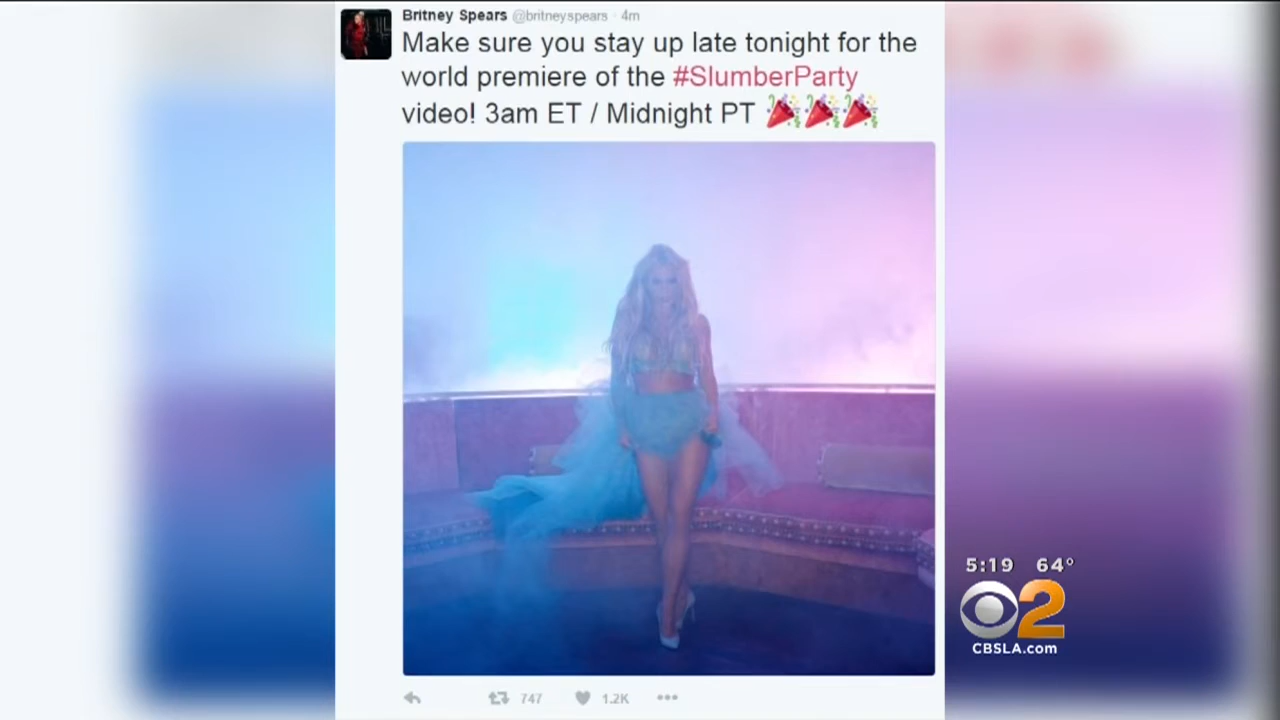 Britney Spears @britneyspears · 4m
Make sure you stay up late tonight for the
world premiere of the #SlumberParty
video! 3am ET / Midnight PT 🎉🎉🎉
747 1.2K
5:19 64°
2
CBSLA.com